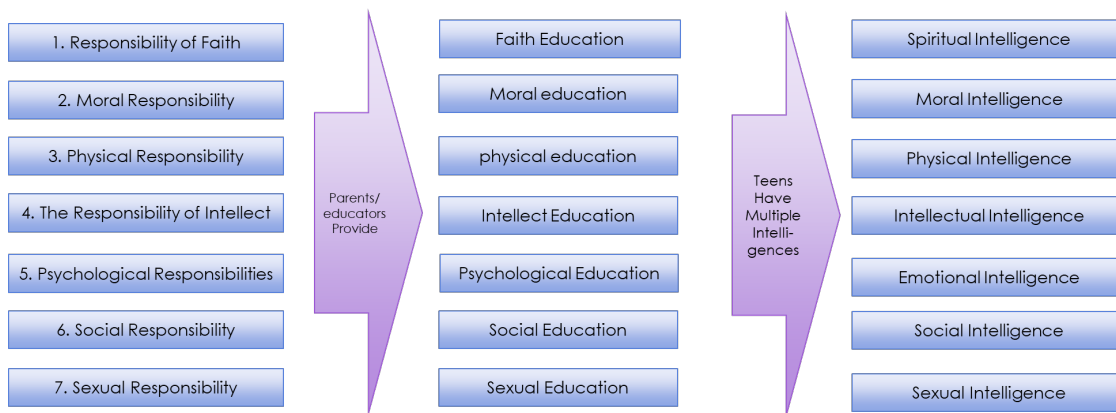 1. Responsibility of Faith
2. Moral Responsibility
3. Physical Responsibility
4. The Responsibility of Intellect
5. Psychological Responsibilities
6. Social Responsibility
7. Sexual Responsibility
Parents/
educators
Provide
Faith Education
Moral education
physical education
Intellect Education
Psychological Education
Social Education
Sexual Education
Teens
Have
Multiple
Intelli-
gences
Spiritual Intelligence
Moral Intelligence
Physical Intelligence
Intellectual Intelligence
Emotional Intelligence
Social Intelligence
Sexual Intelligence